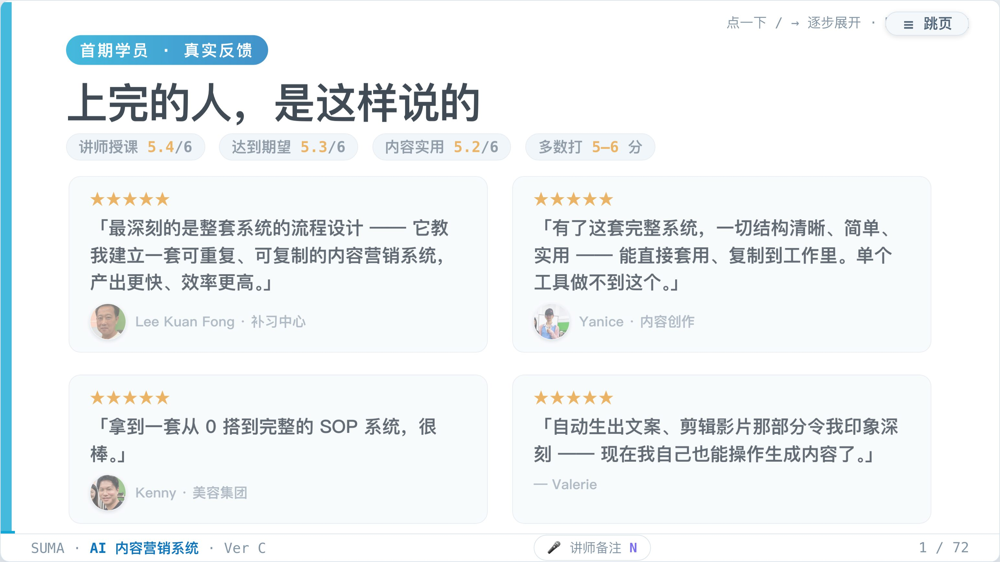 点一下 / → 逐步展开 ·
≡ 跳页
首期学员 · 真实反馈
上完的人，是这样说的
讲师授课 5.4/6
达到期望 5.3/6
内容实用 5.2/6
多数打 5–6 分
★★★★★
「最深刻的是整套系统的流程设计 —— 它教
我建立一套可重复、可复制的内容营销系统，
产出更快、效率更高。」
Lee Kuan Fong · 补习中心
★★★★★
「有了这套完整系统，一切结构清晰、简单、
实用 —— 能直接套用、复制到工作里。单个
工具做不到这个。」
Yanice · 内容创作
★★★★★
「拿到一套从 0 搭到完整的 SOP 系统，很
棒。」
Kenny · 美容集团
★★★★★
「自动生出文案、剪辑影片那部分令我印象深
刻 —— 现在我自己也能操作生成内容了。」
— Valerie
SUMA · AI 内容营销系统 · Ver C
🎤 讲师备注 N
1 / 72